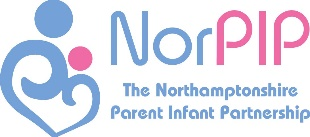 NorPIP
The Northamptonshire
Parent Infant Partnership